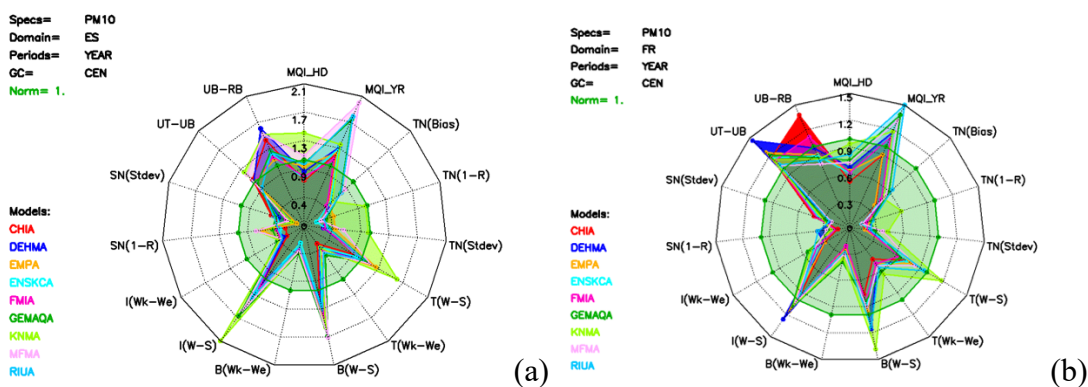 Specs= PM10
Domain= ES
Periods= YEAR
GC= CEN
Norm= 1.
MQI_HD
MQI_YR
TN(Bias)
TN(1-R)
TN(Stdev)
T(W-S)
T(Wk-We)
B(W-S)
B(Wk-We)
I(W-S)
I(Wk-We)
SN(1-R)
SN(Stdev)
UT-UB
UB-RB
2.1
1.7
1.3
0.9
0.4
0
Models:
CHIA
DEHMA
EMPA
ENSKCA
FMIA
GEMAQA
KNMA
MFMA
RIUA
(a)
Specs= PM10
Domain= FR
Periods= YEAR
GC= CEN
Norm= 1.
MQI_HD
MQI_YR
TN(Bias)
TN(1-R)
TN(Stdev)
T(W-S)
T(Wk-We)
B(W-S)
B(Wk-We)
I(W-S)
I(Wk-We)
SN(1-R)
SN(Stdev)
UT-UB
UB-RB
1.5
1.2
0.9
0.6
0.3
0
Models:
CHIA
DEHMA
EMPA
ENSKCA
FMIA
GEMAQA
KNMA
MFMA
RIUA
(b)